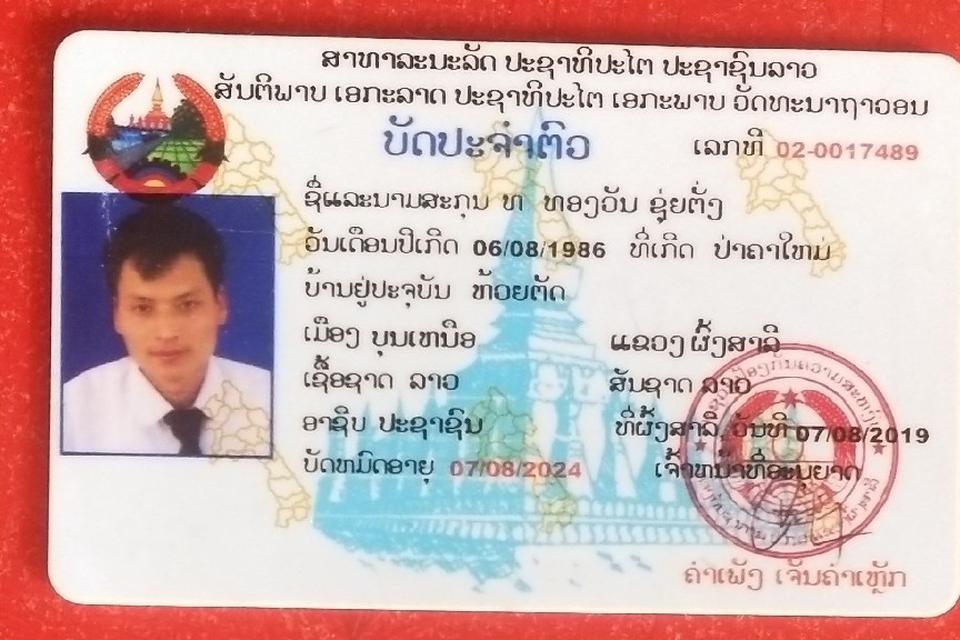 ສາທາລະນະລັດ ປະຊາທິປະໄຕ ປະຊາຊົນລາວ
ສັນຕິພາບ ເອກະລາດ ປະຊາທິປະໄຕ ເອກະພາບ ວັດທະນາຖາວອນ
ບັດປະຈຳຕົວ
ເລກທີ 02-0017489
ຊື່ແລະນາມສະກຸນ ທ ທອງວັນ ຊຸ່ຍຕັ່ງ
ວັນເດືອນປີເກີດ 06/08/1986 ທີ່ເກີດ ປ່າຄາໃຫມ່
ບ້ານຢູ່ປະຈຸບັນ ຫ້ອຍຕັດ
ເມືອງ ບຸນເຫນືອ ແຂວງ ຜົ້ງສາລີ
ເຊື້ອຊາດ ລາວ ສັນຊາດ ລາວ
ອາຊີບ ປະຊາຊົນ ທີ່ຜົ້ງສາລີ, ວັນທີ 07/08/2019
ບັດຫມົດອາຍຸ 07/08/2024 ເຈົ້າຫນ້າທີ່ອະນຸຍາດ
ຄຳເພັງ ເຈັນຄຳເຫຼັກ